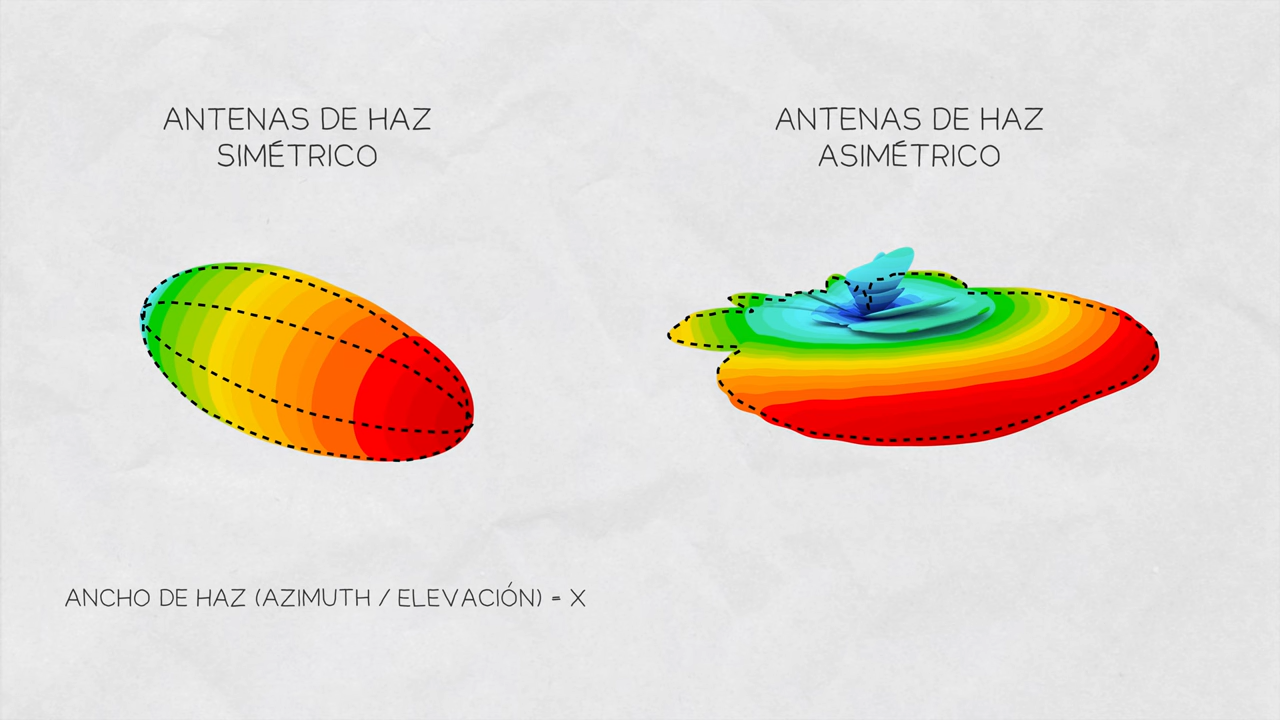 ANTENAS DE HAZ
SIMÉTRICO
ANTENAS DE HAZ
ASIMÉTRICO
ANCHO DE HAZ (AZIMUTH / ELEVACIÓN) = X